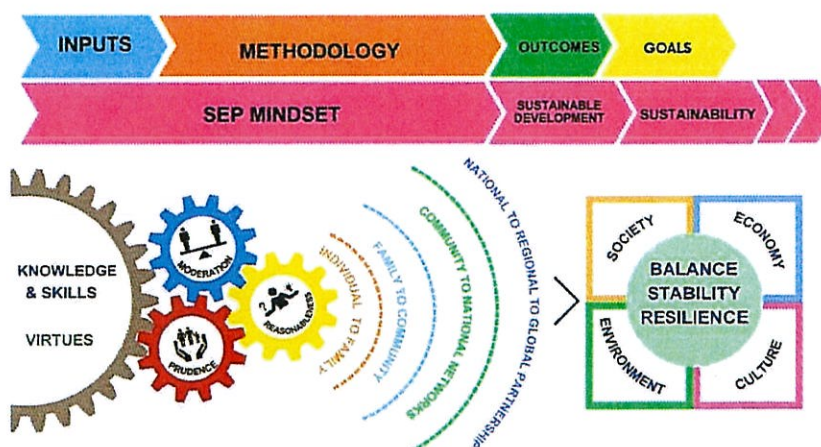 INPUTS
METHODOLOGY
OUTCOMES
GOALS
SEP MINDSET
SUSTAINABLE
DEVELOPMENT
SUSTAINABILITY
KNOWLEDGE
& SKILLS
VIRTUES
MODERATION
REASONABLENESS
PRUDENCE
INDIVIDUAL TO FAMILY
FAMILY TO COMMUNITY
COMMUNITY TO NATIONAL NETWORKS
NATIONAL TO REGIONAL TO GLOBAL PARTNERSHIP
SOCIETY
ECONOMY
BALANCE
STABILITY
RESILIENCE
ENVIRONMENT
CULTURE